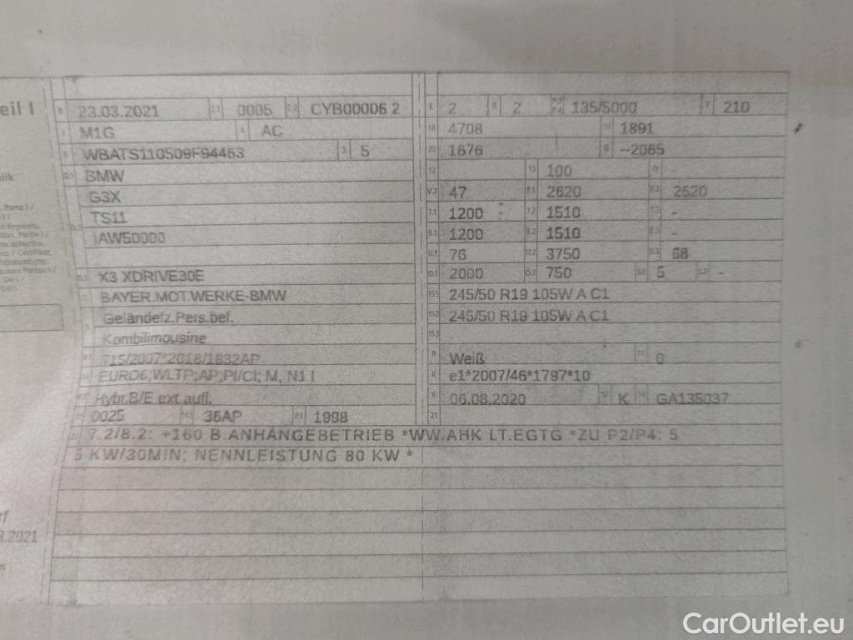 eil I
23.03.2021 0005 CYB00006 2 2 2 135/5000 210
M1G AC 4708 1891
WBATS110509F94463 5 1676 --2065
BMW 100 -
G3X 47 2620 2620
TS11 1200 - 1510 -
IAW50000 1200 1510 -
76 3750 68
X3 XDRIVE30E 2000 750 5 -
BAYER.MOT.WERKE-BMW 245/50 R19 105W A C1
Geländefz.Pers.bef. 245/50 R19 105W A C1
Kombilimousine -
715/2007*2018/1832AP Weiß 0
EURO6;WLTP;AP;PI/CI; M, N1 I e1*2007/46*1797*10
Hybr.B/E ext.aufl. 06.08.2020 K GA135037
0025 36AP 1998
7.2/8.2: +160 B.ANHÄNGEBETRIEB *WW.AHK LT.EGTG *ZU P2/P4: 5
5 KW/30MIN; NENNLEISTUNG 80 KW *
.2021
CarOutlet.eu